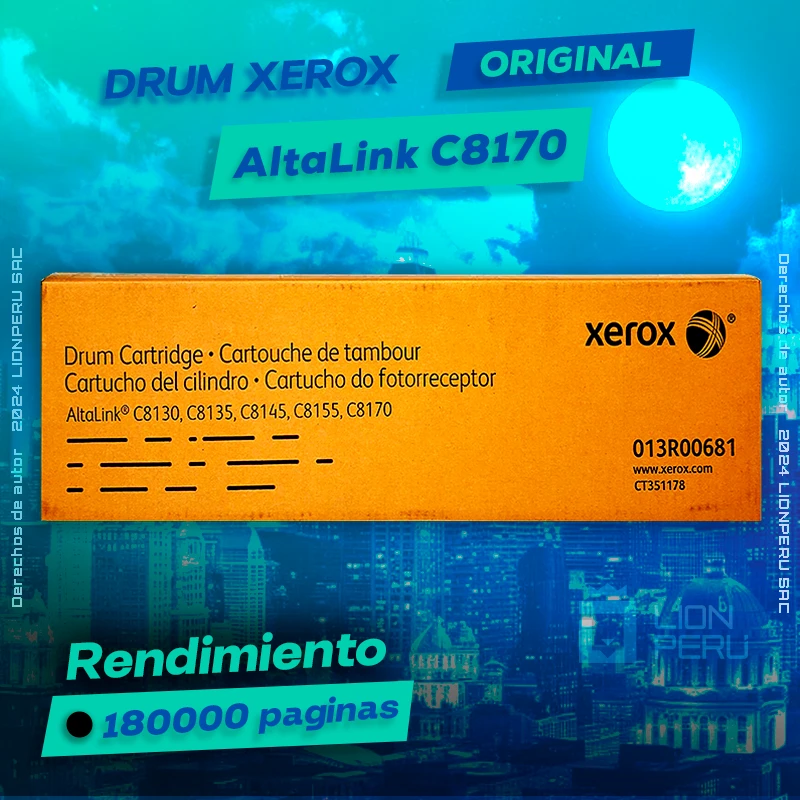 DRUM XEROX
ORIGINAL
AltaLink C8170
xerox ®
Drum Cartridge • Cartouche de tambour
Cartucho del cilindro • Cartucho do fotorreceptor
AltaLink® C8130, C8135, C8145, C8155, C8170
013R00681
www.xerox.com
CT351178
Derechos de autor 2024 LIONPERU SAC
Derechos de autor 2024 LIONPERU SAC
LION
PERU
Rendimiento
180000 paginas